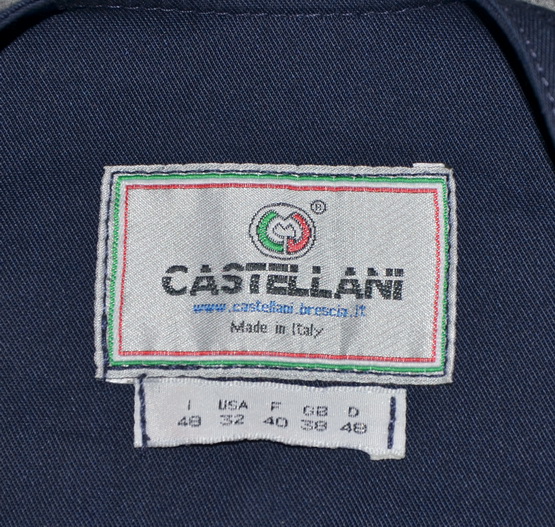 ®
CASTELLANI
www.castellani.brescia.it
Made in Italy
I USA F GB D
48 32 40 38 48